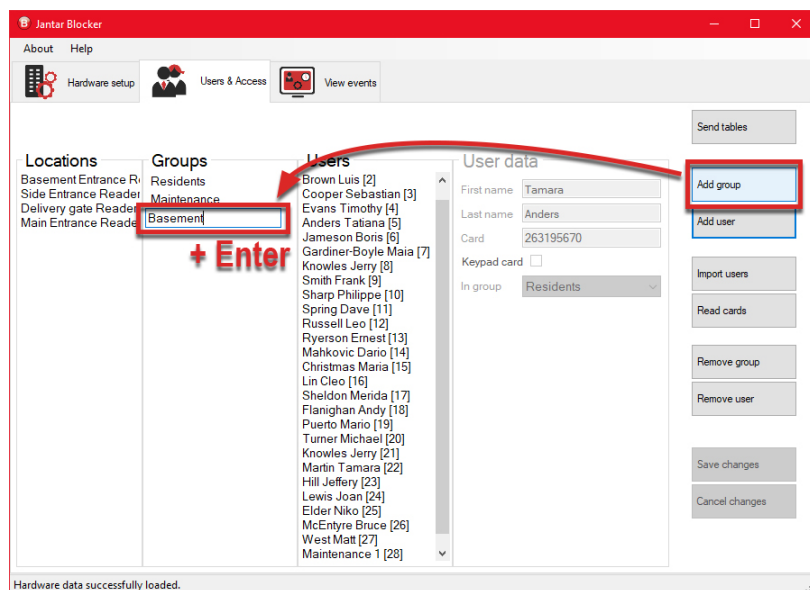 Jantar Blocker
About Help
Hardware setup
Users & Access
View events
Send tables
Locations
Basement Entrance R
Side Entrance Reader
Delivery gate Reader
Main Entrance Reade
Groups
Residents
Maintenance
Basement
+ Enter
Users
Brown Luis [2]
Cooper Sebastian [3]
Evans Timothy [4]
Anders Tatiana [5]
Jameson Boris [6]
Gardiner-Boyle Maia [7]
Knowles Jerry [8]
Smith Frank [9]
Sharp Philippe [10]
Spring Dave [11]
Russell Leo [12]
Ryerson Ernest [13]
Mahkovic Dario [14]
Christmas Maria [15]
Lin Cleo [16]
Sheldon Merida [17]
Flanighan Andy [18]
Puerto Mario [19]
Turner Michael [20]
Knowles Jerry [21]
Martin Tamara [22]
Hill Jeffery [23]
Lewis Joan [24]
Elder Niko [25]
McEntyre Bruce [26]
West Matt [27]
Maintenance 1 [28]
User data
First name Tamara
Last name Anders
Card 263195670
Keypad card
In group Residents
Add group
Add user
Import users
Read cards
Remove group
Remove user
Save changes
Cancel changes
Hardware data successfully loaded.